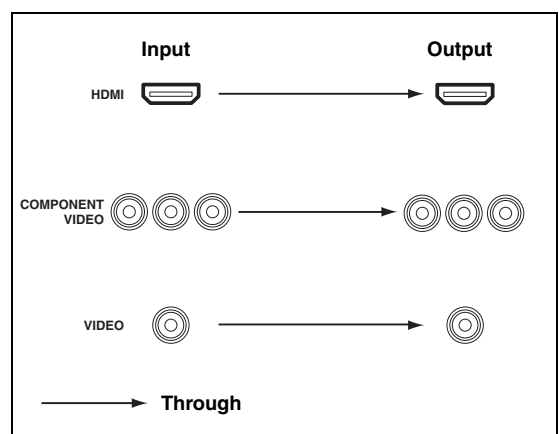 Input Output
HDMI
COMPONENT
VIDEO
VIDEO
Through